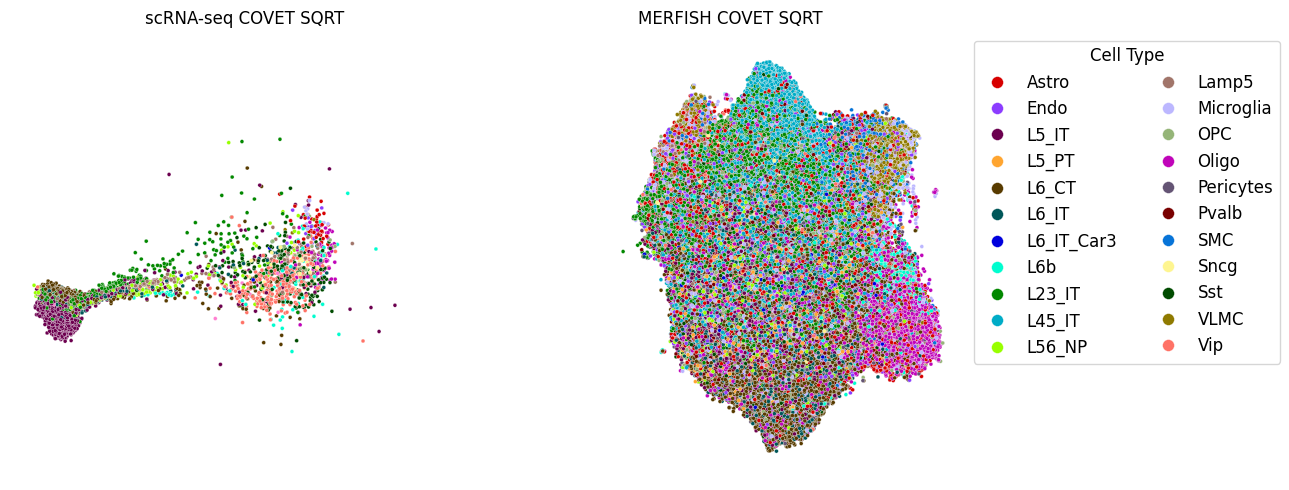 scRNA-seq COVET SQRT
MERFISH COVET SQRT
Cell Type
Astro
Endo
L5_IT
L5_PT
L6_CT
L6_IT
L6_IT_Car3
L6b
L23_IT
L45_IT
L56_NP
Lamp5
Microglia
OPC
Oligo
Pericytes
Pvalb
SMC
Sncg
Sst
VLMC
Vip